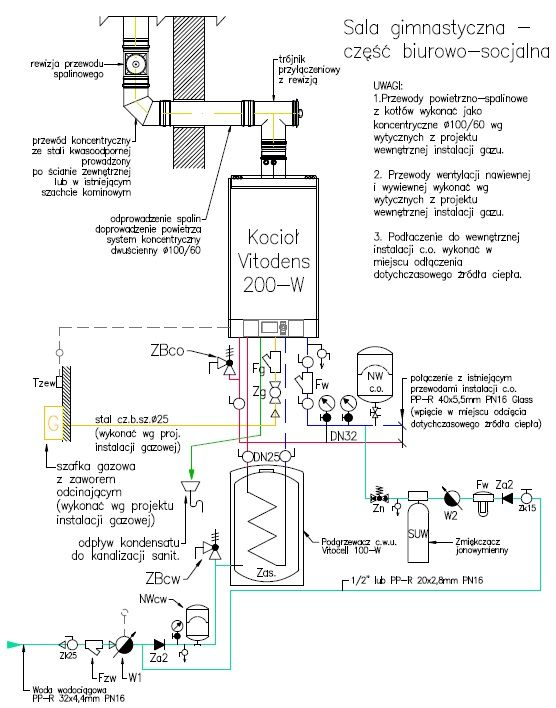 Sala gimnastyczna –
część biurowo–socjalna
rewizja przewodu
spalinowego
trójnik
przyłączeniowy
z rewizją
UWAGI:
1.Przewody powietrzno–spalinowe
z kotłów wykonać jako
koncentryczne ø100/60 wg
wytycznych z projektu
wewnętrznej instalacji gazu.
2. Przewody wentylacji nawiewnej
i wywiewnej wykonać wg
wytycznych z projektu
wewnętrznej instalacji gazu.
3. Podłaczenie do wewnętrznej
instalacji c.o. wykonać w
miejscu odłączenia
dotychczasowego źródła ciepła.
przewód koncentryczny
ze stali kwasoodpornej
prowadzony
po ścianie zewnętrznej
lub w istniejącym
szachcie kominowym
odprowadzenie spalin
doprowadzenie powietrza
system koncentryczny
dwuścienny ø100/60
Kocioł
Vitodens
200–W
ZBco
Fg
Zg
Fw
NW
c.o.
Tzew
G
stal cz.b.sz.ø25
(wykonać wg proj.
instalacji gazowej)
DN32
połączenie z istniejącym
przewodami instalacji c.o.
PP–R 40x5,5mm PN16 Glass
(wpięcie w miejscu odcięcia
dotychczasowego źródła ciepła)
szafka gazowa
z zaworem
odcinającym
(wykonać wg projektu
instalacji gazowej)
DN25
odpływ kondensatu
do kanalizacji sanit.
Zn
SUW
W2
Fw
Za2
Zk15
Zas.
Podgrzewacz c.w.u.
Vitocell 100–W
Zmiękczacz
jonowymienny
ZBcw
NWcw
1/2" lub PP–R 20x2,8mm PN16
Zk25
Fzw
W1
Za2
Woda wodociągowa
PP–R 32x4,4mm PN16